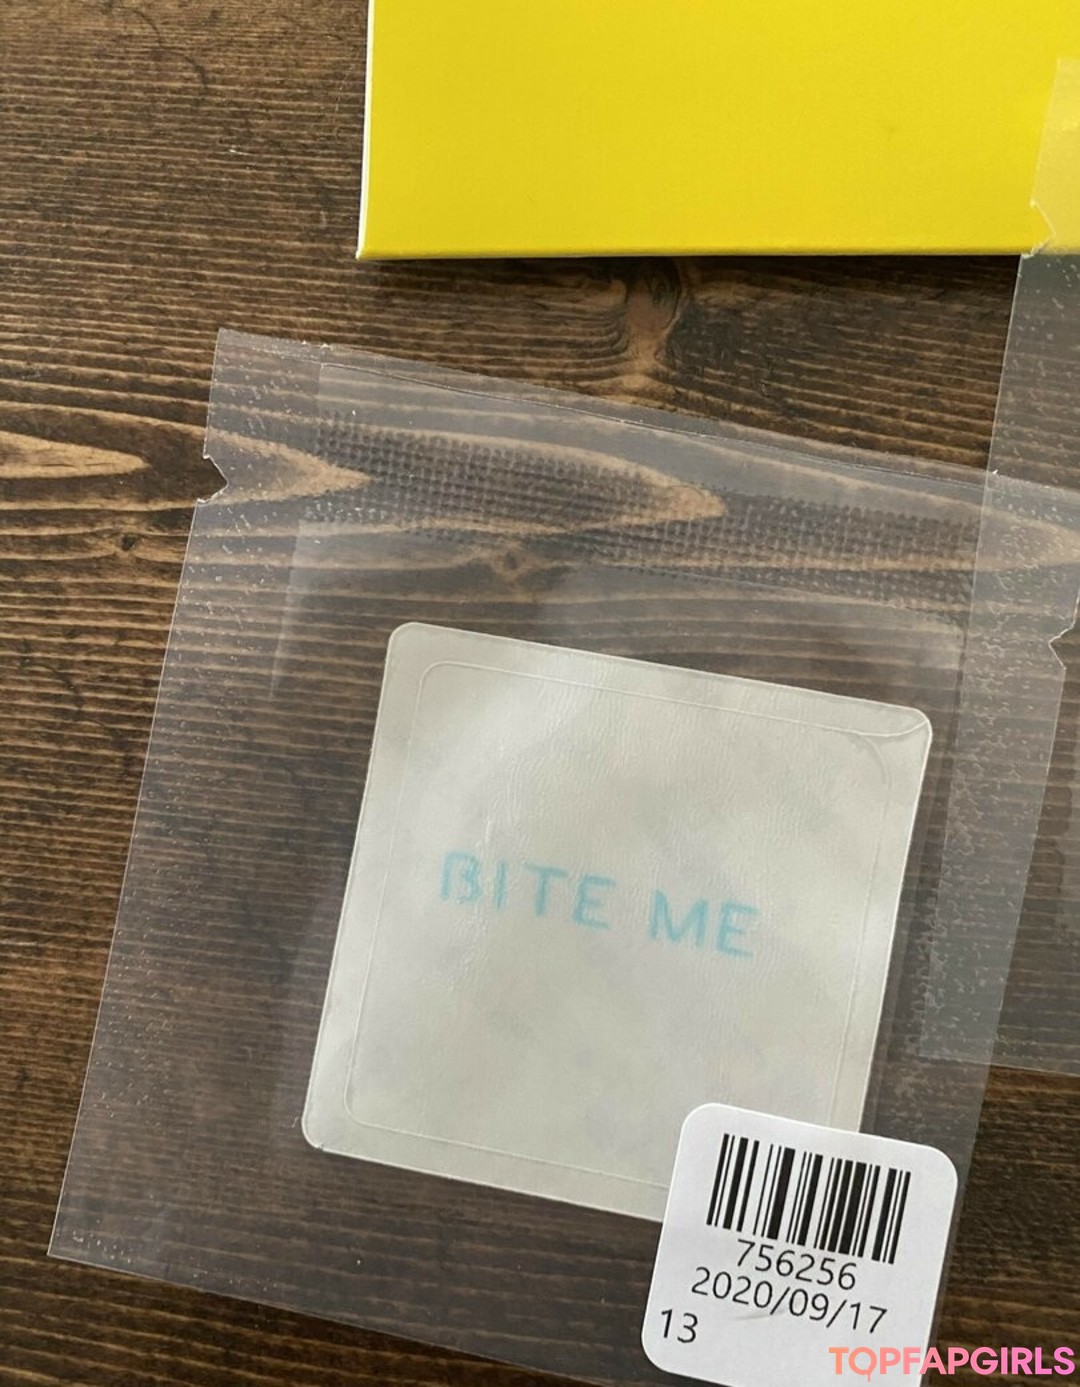 BITE ME
756256
2020/09/17
13
TOPFAPGIRLS